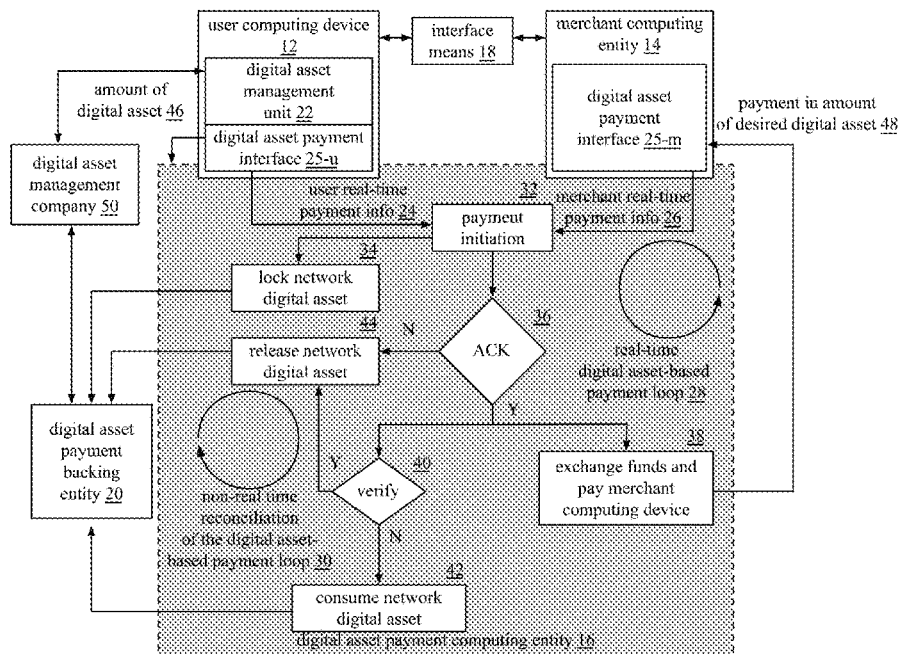 user computing device
12
digital asset
management
unit 22
digital asset payment
interface 25-u
interface
means 18
merchant computing
entity 14
digital asset
payment
interface 25-m
amount of
digital asset 46
payment in amount
of desired digital asset 48
digital asset
management
company 50
user real-time
payment info 24
32
payment
initiation
merchant real-time
payment info 26
34
lock network
digital asset
44
release network
digital asset
N
36
ACK
real-time
digital asset-based
payment loop 28
Y
digital asset
payment
backing
entity 20
non-real time
reconciliation
of the digital asset-
based payment loop 30
Y
40
verify
N
38
exchange funds and
pay merchant
computing device
42
consume network
digital asset
digital asset payment computing entity 16